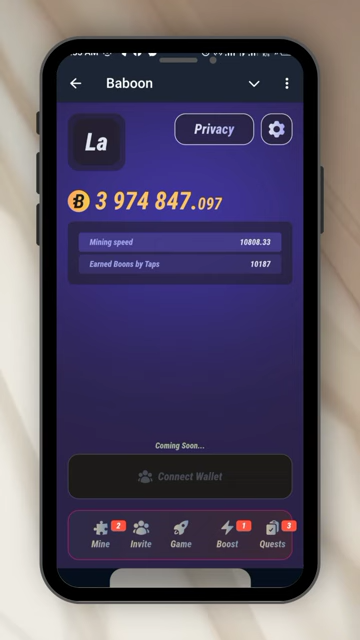 Baboon
La
Privacy
3 974 847.097
Mining speed 10808.33
Earned Boons by Taps 10187
Coming Soon...
Connect Wallet
2 1 3
Mine Invite Game Boost Quests